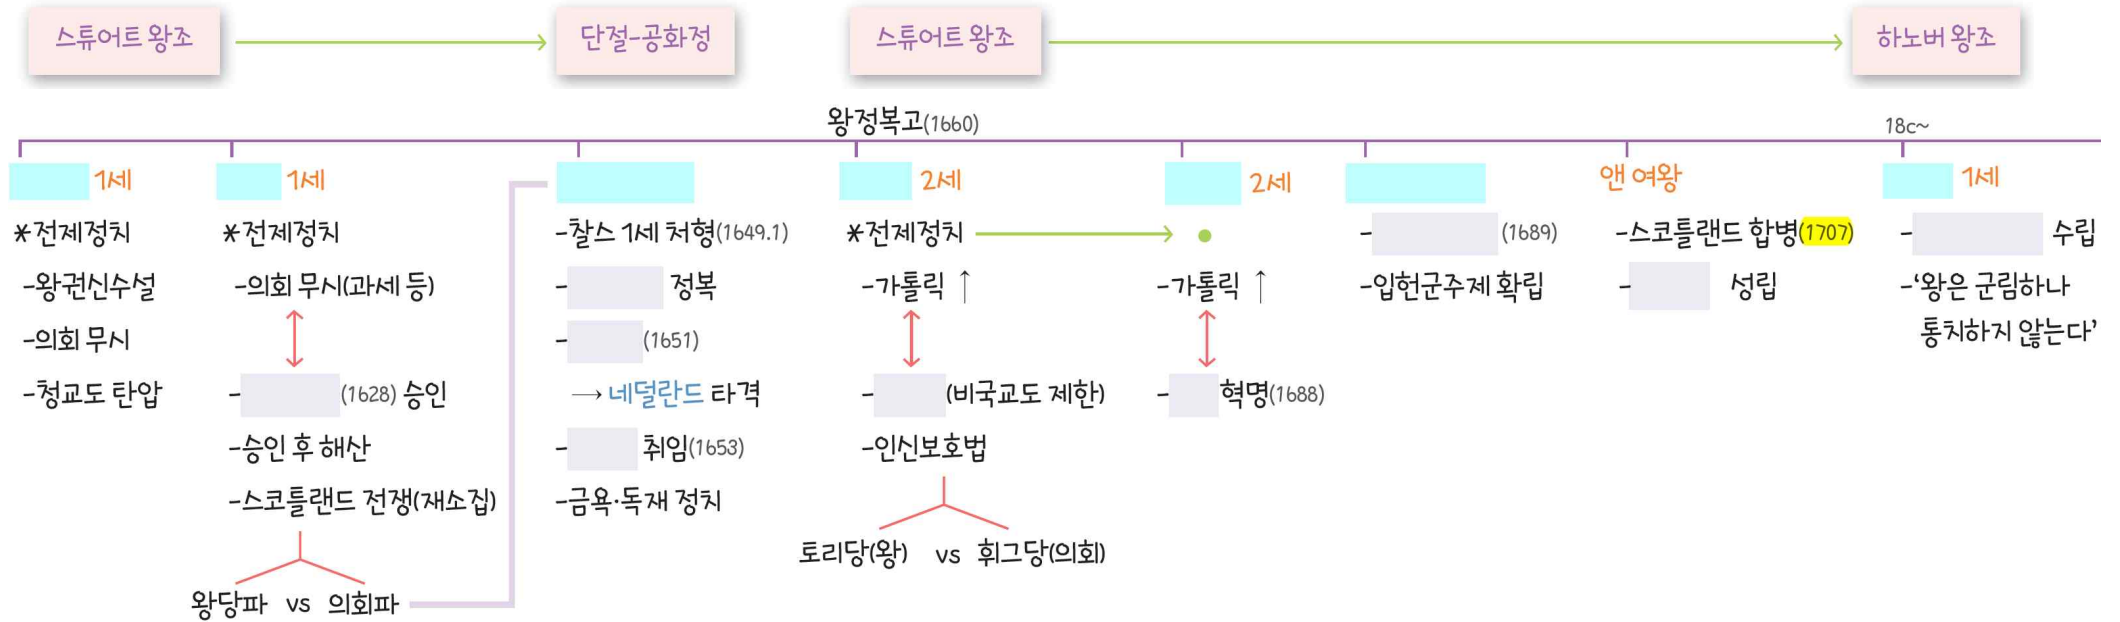 스튜어트 왕조
단절-공화정
스튜어트 왕조
하노버 왕조
왕정복고(1660)
18c~
1세
*전제정치
-왕권신수설
-의회 무시
-청교도 탄압
1세
*전제정치
-의회 무시(과세 등)
- (1628) 승인
-승인 후 해산
-스코틀랜드 전쟁(재소집)
왕당파 vs 의회파
-찰스 1세 처형(1649.1)
- 정복
- (1651)
→ 네덜란드 타격
- 취임(1653)
-금욕·독재 정치
2세
*전제정치
-가톨릭 ↑
- (비국교도 제한)
-인신보호법
토리당(왕) vs 휘그당(의회)
2세
-가톨릭 ↑
- 혁명(1688)
- (1689)
-입헌군주제 확립
앤 여왕
-스코틀랜드 합병(1707)
- 성립
1세
- 수립
-'왕은 군림하나
통치하지 않는다'